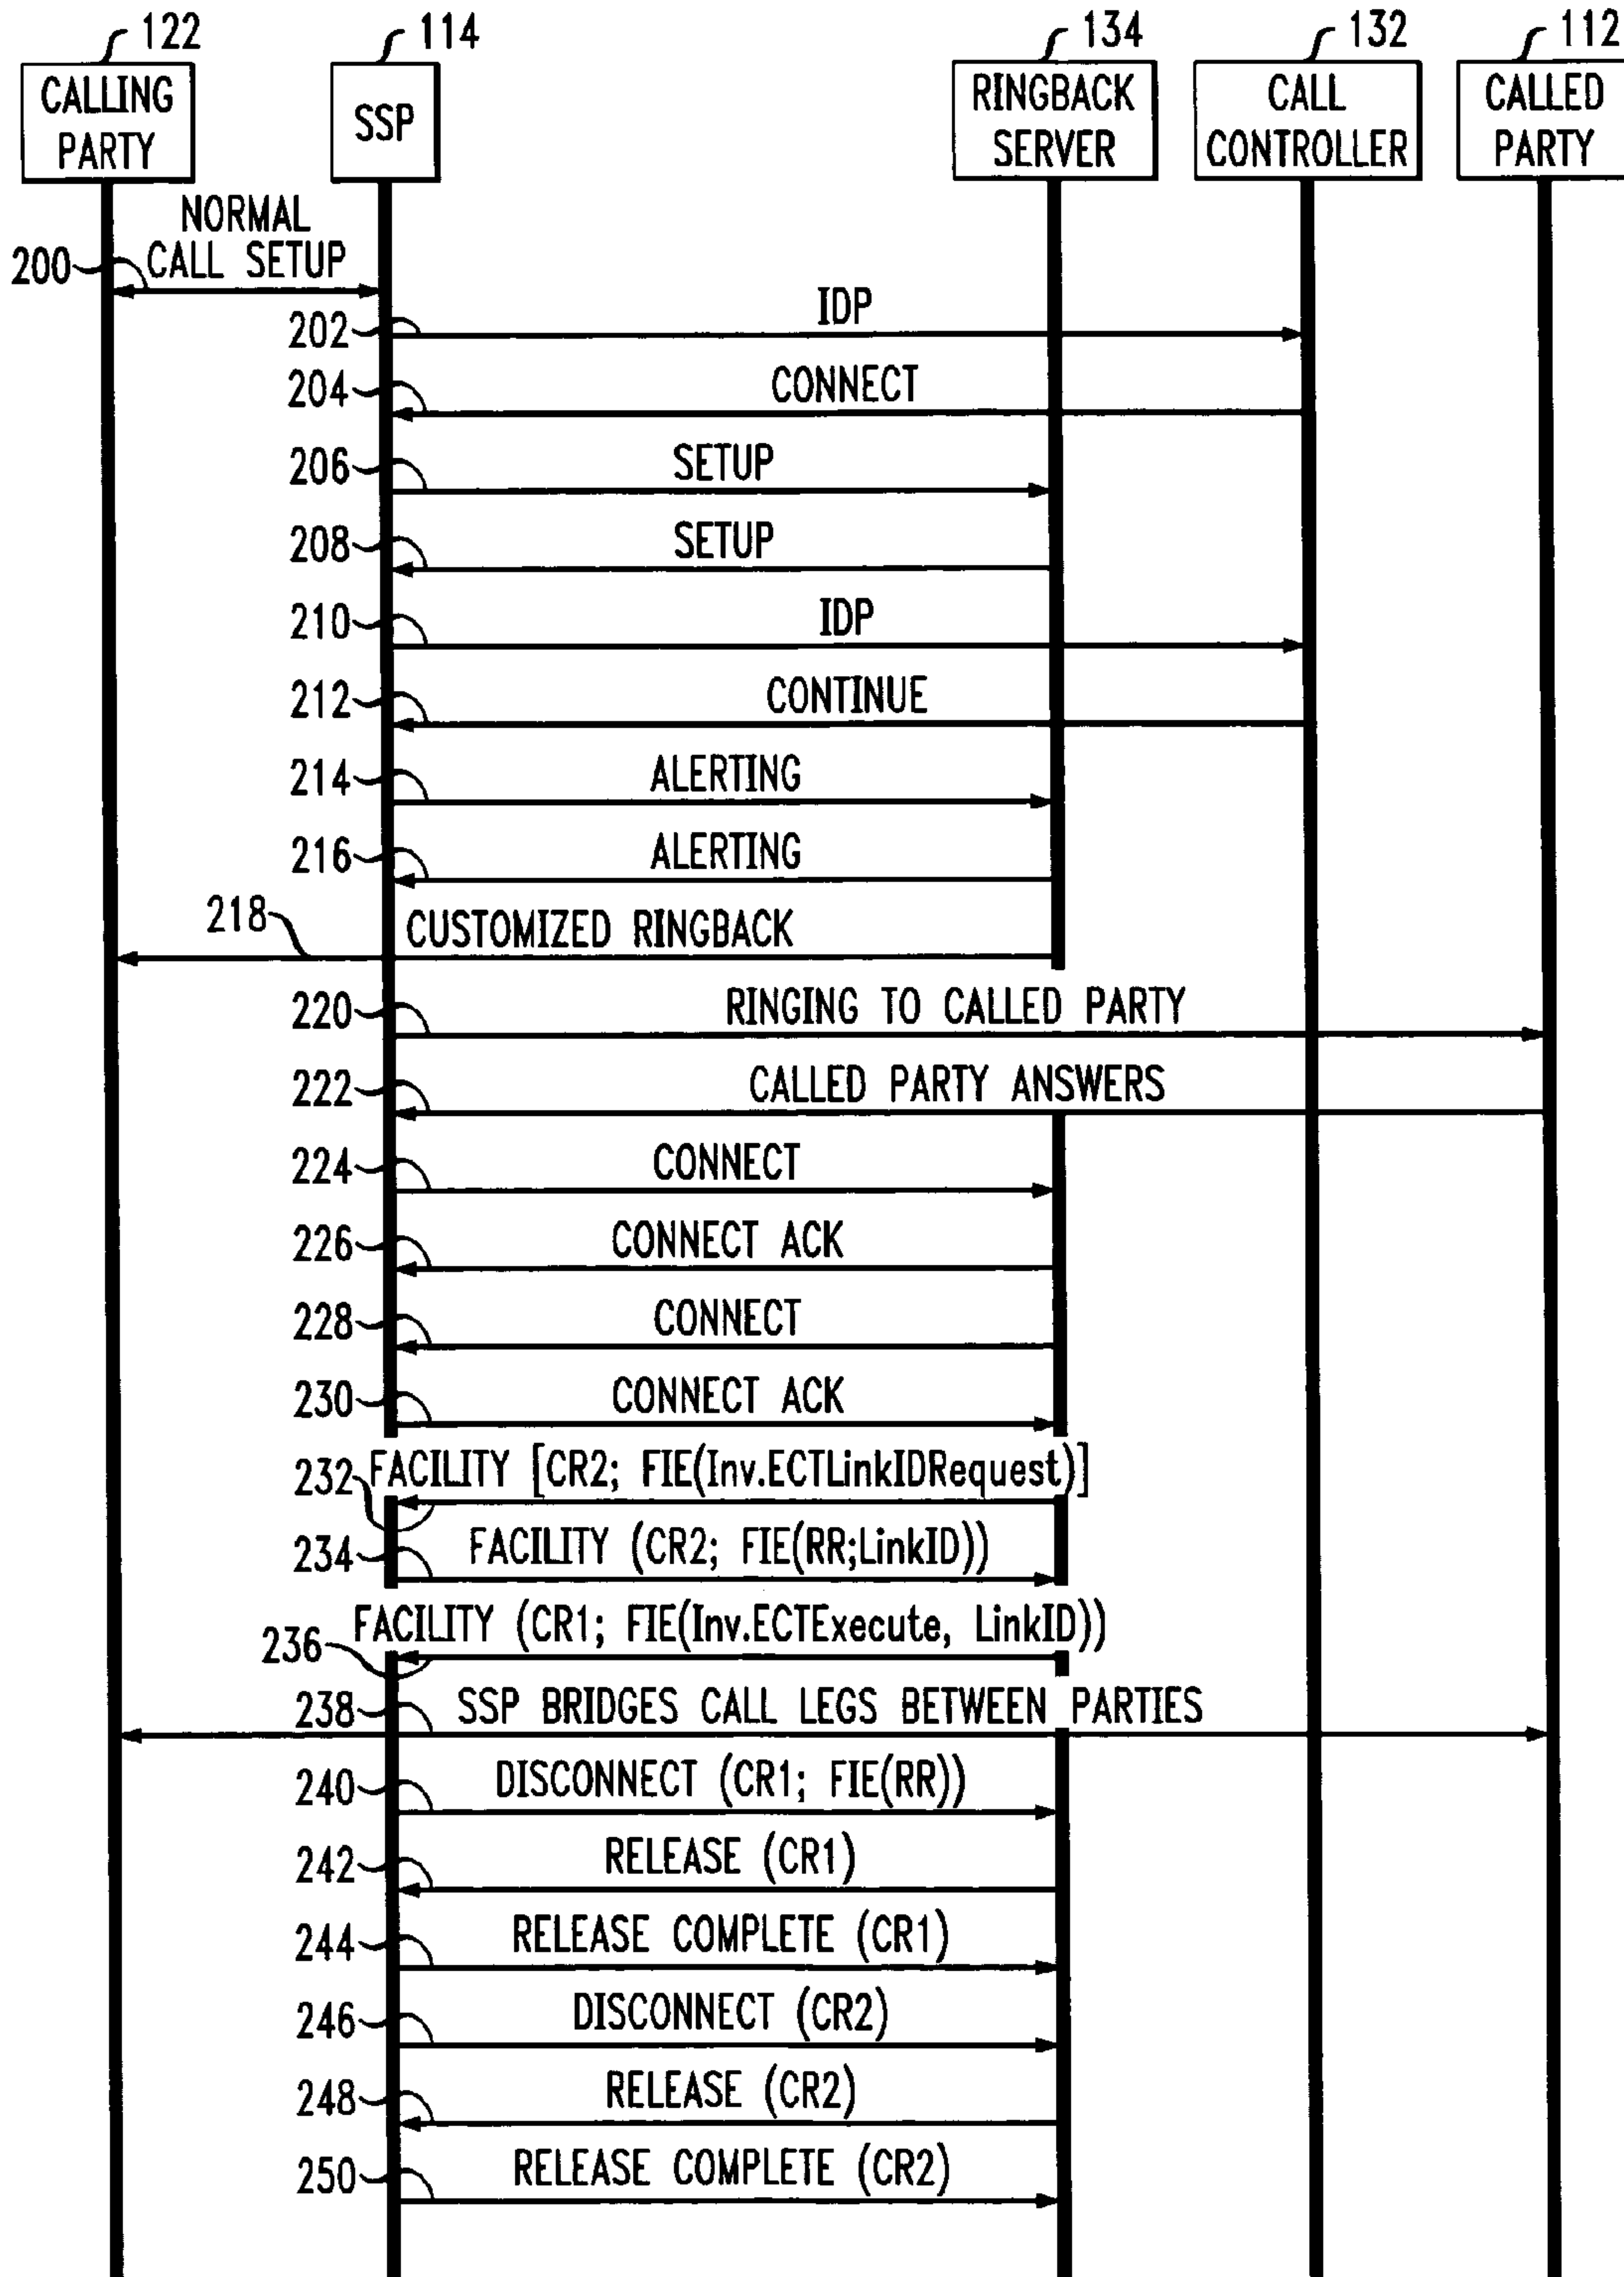 122
114
134
132
112
CALLING
PARTY
SSP
RINGBACK
SERVER
CALL
CONTROLLER
CALLED
PARTY
NORMAL
CALL SETUP
200
IDP
202
CONNECT
204
SETUP
206
SETUP
208
IDP
210
CONTINUE
212
ALERTING
214
ALERTING
216
218
CUSTOMIZED RINGBACK
RINGING TO CALLED PARTY
220
CALLED PARTY ANSWERS
222
CONNECT
224
CONNECT ACK
226
CONNECT
228
CONNECT ACK
230
FACILITY [CR2; FIE(Inv.ECTLinkIDRequest)]
232
FACILITY (CR2; FIE(RR;LinkID))
234
FACILITY (CR1; FIE(Inv.ECTExecute, LinkID))
236
SSP BRIDGES CALL LEGS BETWEEN PARTIES
238
DISCONNECT (CR1; FIE(RR))
240
RELEASE (CR1)
242
RELEASE COMPLETE (CR1)
244
DISCONNECT (CR2)
246
RELEASE (CR2)
248
RELEASE COMPLETE (CR2)
250